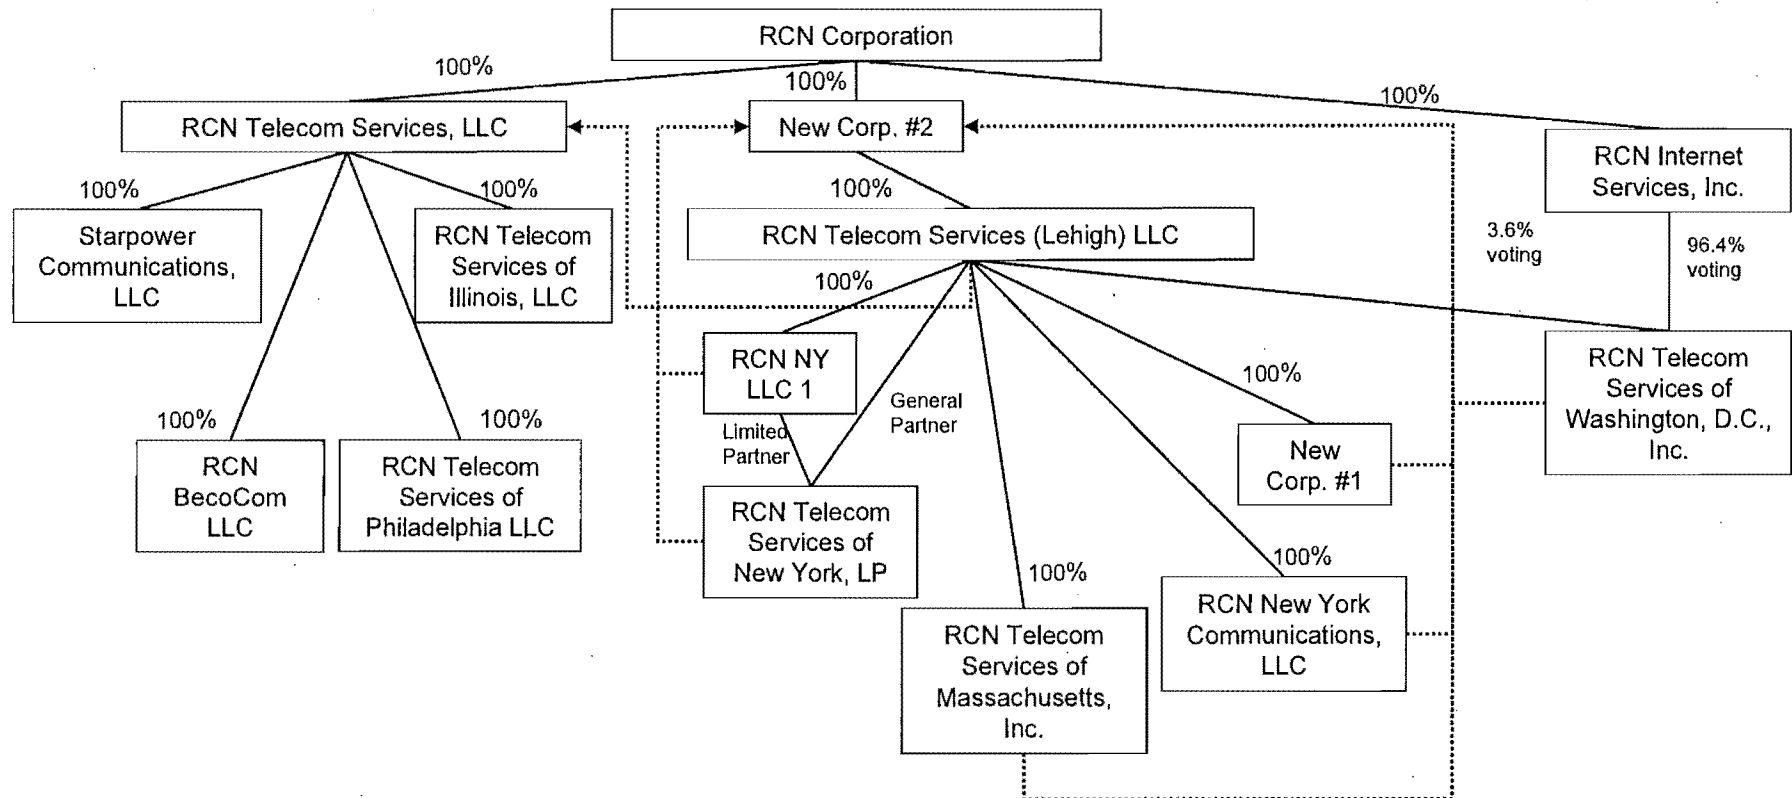 RCN Corporation
100%
100%
100%
RCN Telecom Services, LLC
New Corp. #2
RCN Internet
Services, Inc.
100%
100%
100%
Starpower
Communications,
LLC
RCN Telecom
Services of
Illinois, LLC
RCN Telecom Services (Lehigh) LLC
3.6%
voting
96.4%
voting
100%
RCN NY
LLC 1
100%
RCN Telecom
Services of
Washington, D.C.,
Inc.
General
Partner
Limited
Partner
100%
100%
RCN
BecoCom
LLC
RCN Telecom
Services of
Philadelphia LLC
New
Corp. #1
RCN Telecom
Services of
New York, LP
100%
100%
RCN Telecom
Services of
Massachusetts,
Inc.
RCN New York
Communications,
LLC